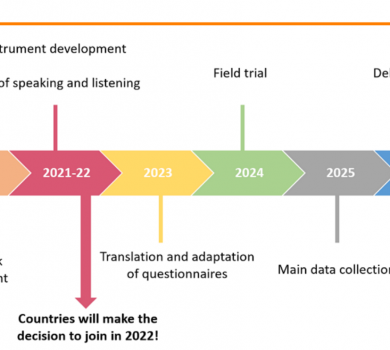 trument development
of speaking and listening
Field trial
De
2021-22
2023
2024
2025
Translation and adaptation
of questionnaires
Main data collection
nt
Countries will make the
decision to join in 2022!